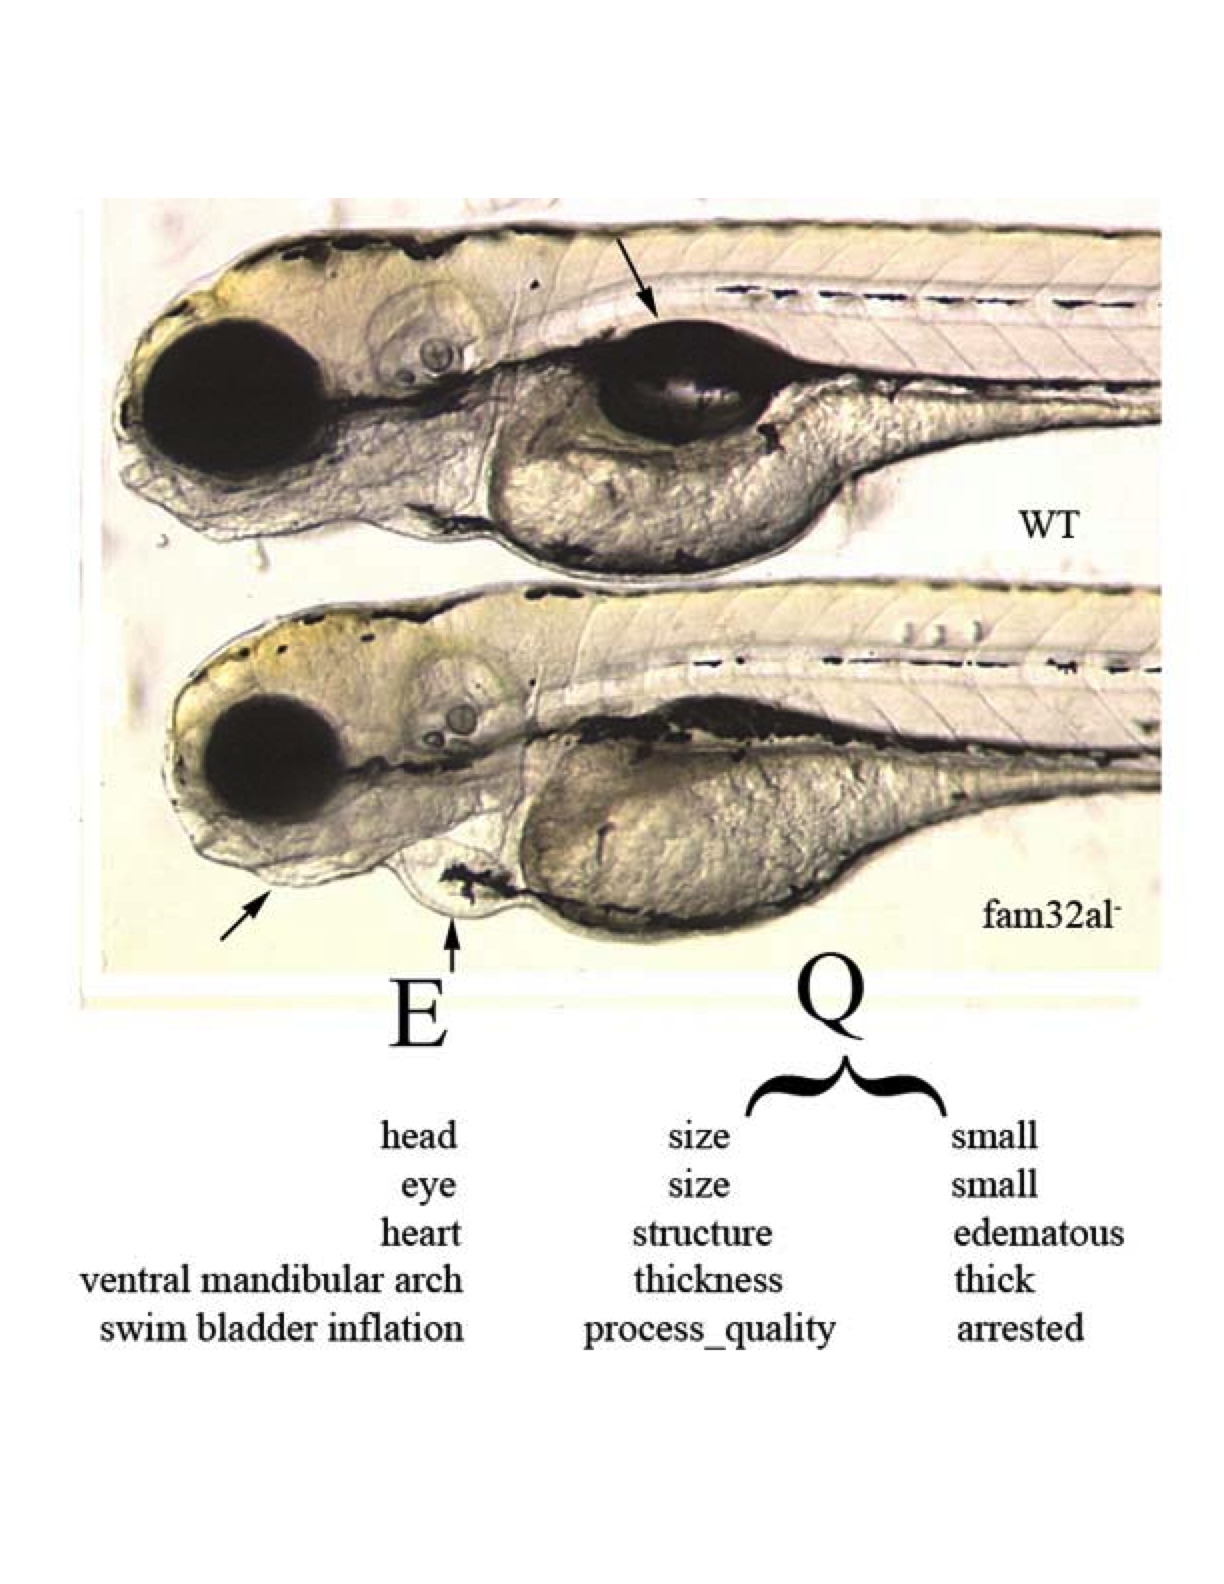 WT
fam32al-
E Q
head size small
eye size small
heart structure edematous
ventral mandibular arch thickness thick
swim bladder inflation process_quality arrested